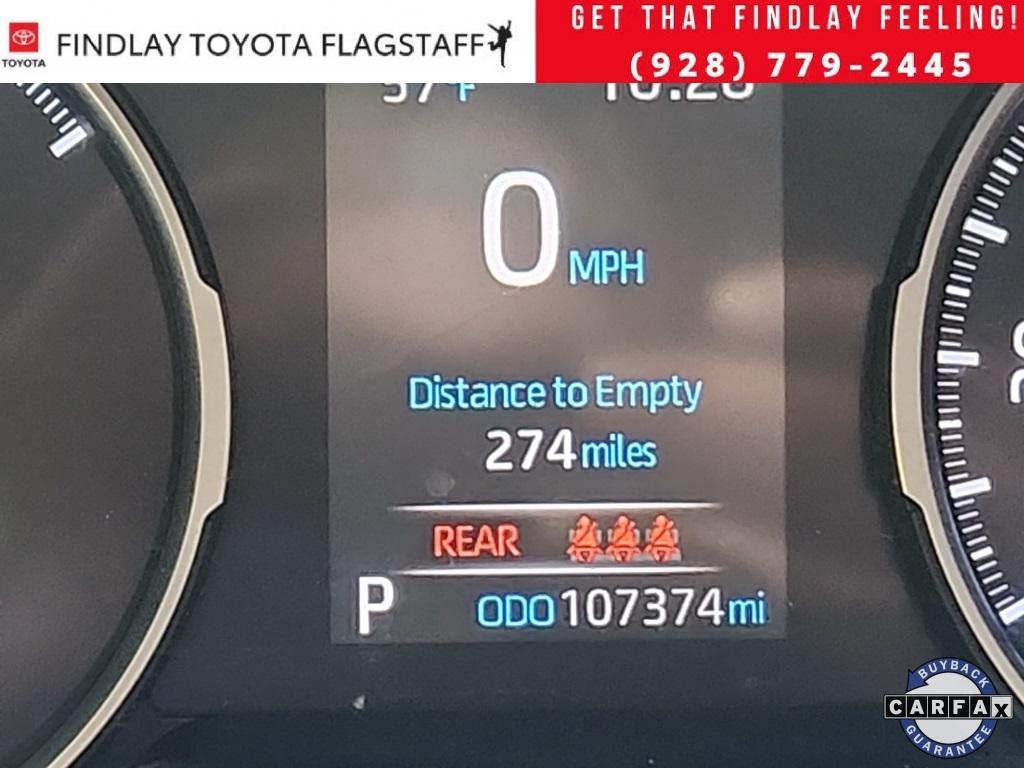 TOYOTA
FINDLAY TOYOTA FLAGSTAFF
GET THAT FINDLAY FEELING!
(928) 779-2445
57°F
0 MPH
Distance to Empty
274 miles
REAR
P ODO 107374 mi
BUYBACK
CARFAX
GUARANTEE